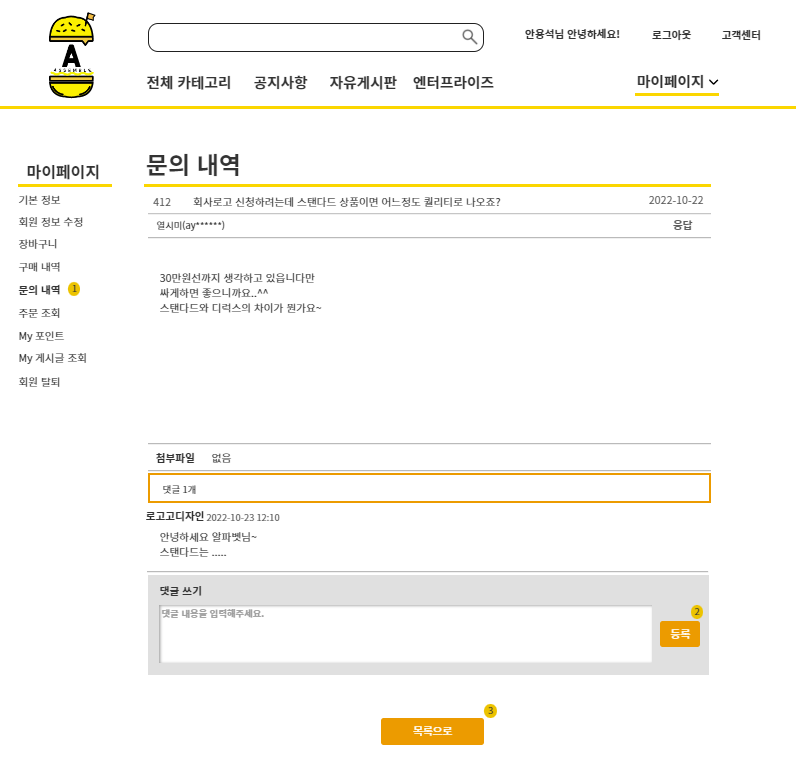 A
ASSEMBLE
안용석님 안녕하세요!
로그아웃
고객센터
전체 카테고리
공지사항
자유게시판
엔터프라이즈
마이페이지
마이페이지
기본 정보
회원 정보 수정
장바구니
구매 내역
문의 내역 1
주문 조회
My 포인트
My 게시글 조회
회원 탈퇴
문의 내역
412 회사로고 신청하려는데 스탠다드 상품이면 어느정도 퀄리티로 나오죠? 2022-10-22
열시미(ay******) 응답
30만원선까지 생각하고 있읍니다만
싸게하면 좋으니까요..^^
스탠다드와 디럭스의 차이가 뭔가요~
첨부파일 없음
댓글 1개
로고고디자인 2022-10-23 12:10
안녕하세요 알파벳님~
스탠다드는 .....
댓글 쓰기
댓글 내용을 입력해주세요.
2
등록
3
목록으로